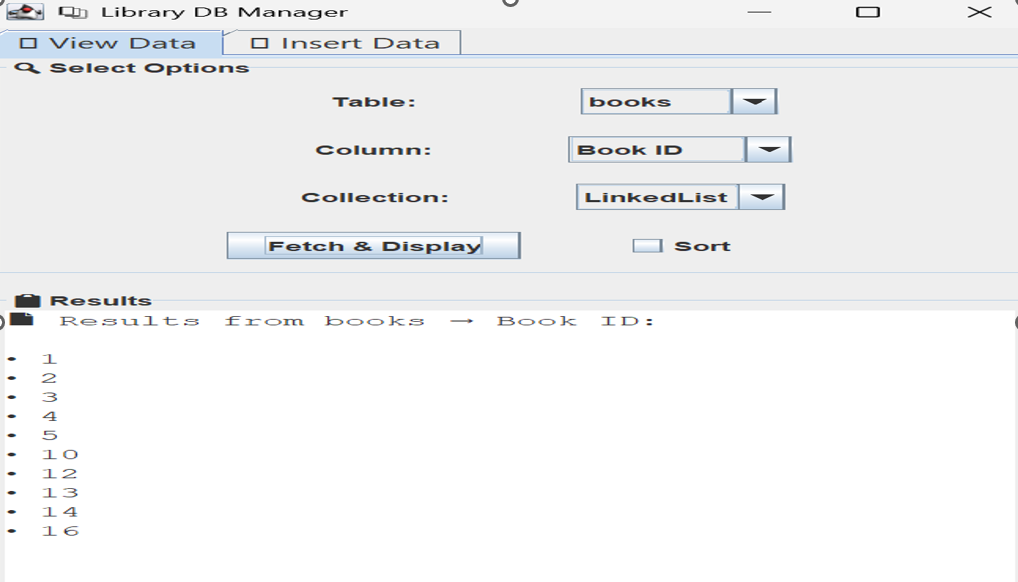 Library DB Manager
View Data Insert Data
Select Options
Table: books
Column: Book ID
Collection: LinkedList
Fetch & Display Sort
Results
Results from books → Book ID:
• 1
• 2
• 3
• 4
• 5
• 10
• 12
• 13
• 14
• 16